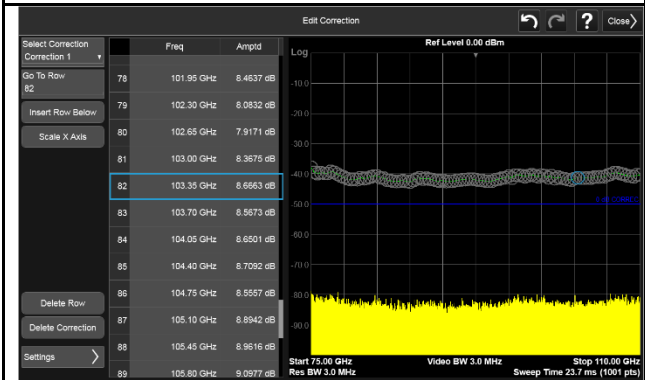 Edit Correction
? Close
Select Correction
Correction 1
Go To Row
82
Insert Row Below
Scale X Axis
Delete Row
Delete Correction
Settings
Freq Amptd
78 101.95 GHz 8.4637 dB
79 102.30 GHz 8.0832 dB
80 102.65 GHz 7.9171 dB
81 103.00 GHz 8.3675 dB
82 103.35 GHz 8.6663 dB
83 103.70 GHz 8.5673 dB
84 104.05 GHz 8.6501 dB
85 104.40 GHz 8.7092 dB
86 104.75 GHz 8.5557 dB
87 105.10 GHz 8.8942 dB
88 105.45 GHz 8.9616 dB
89 105.80 GHz 9.0977 dB
Ref Level 0.00 dBm
Log
-10.0
-20.0
-30.0
-40.0
-50.0
-60.0
-70.0
-80.0
-90.0
Start 75.00 GHz Video BW 3.0 MHz Stop 110.00 GHz
Res BW 3.0 MHz Sweep Time 23.7 ms (1001 pts)